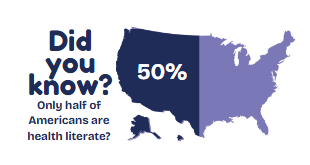 Did
you
know?
Only half of
Americans are
health literate?
50%